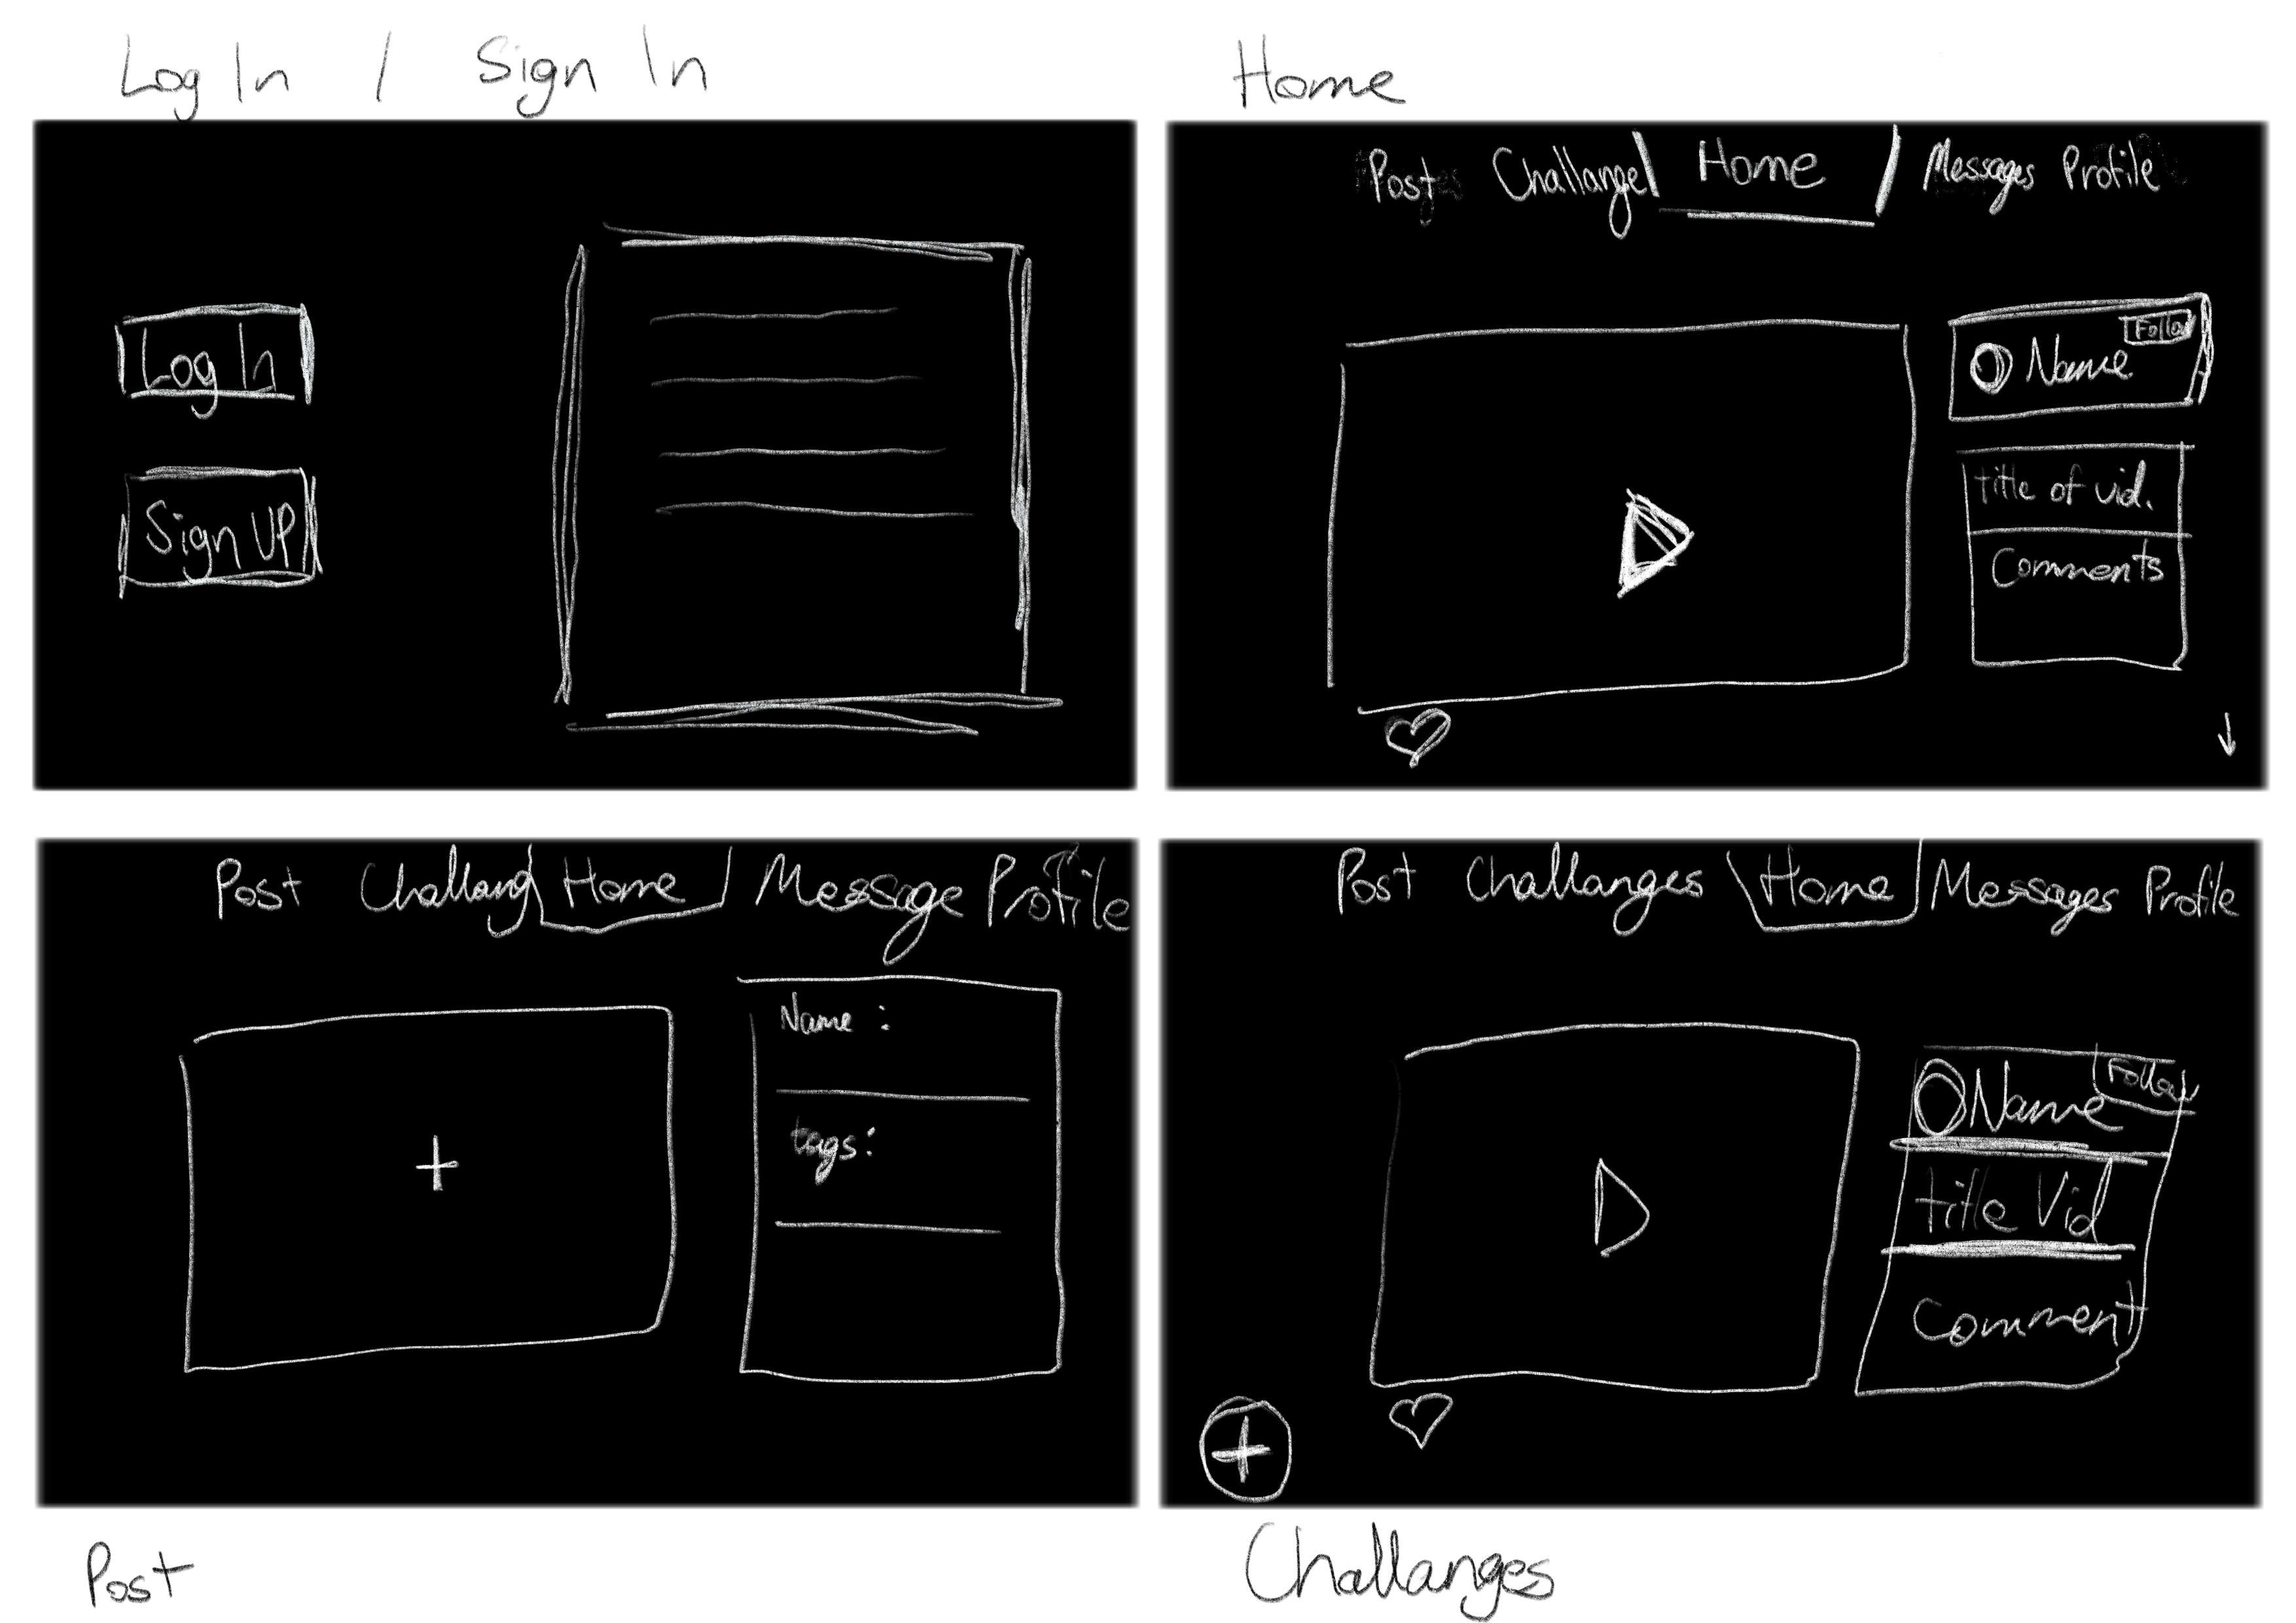 Log In / Sign In
Log In
Sign UP
Home
Post Challange Home Messages Profile
Follow
Name
title of vid.
Comments
Post Challang Home Message Profile
Name :
tags:
Post
Post Challanges Home Messages Profile
Follow
Name
title Vid
Comment
Challanges